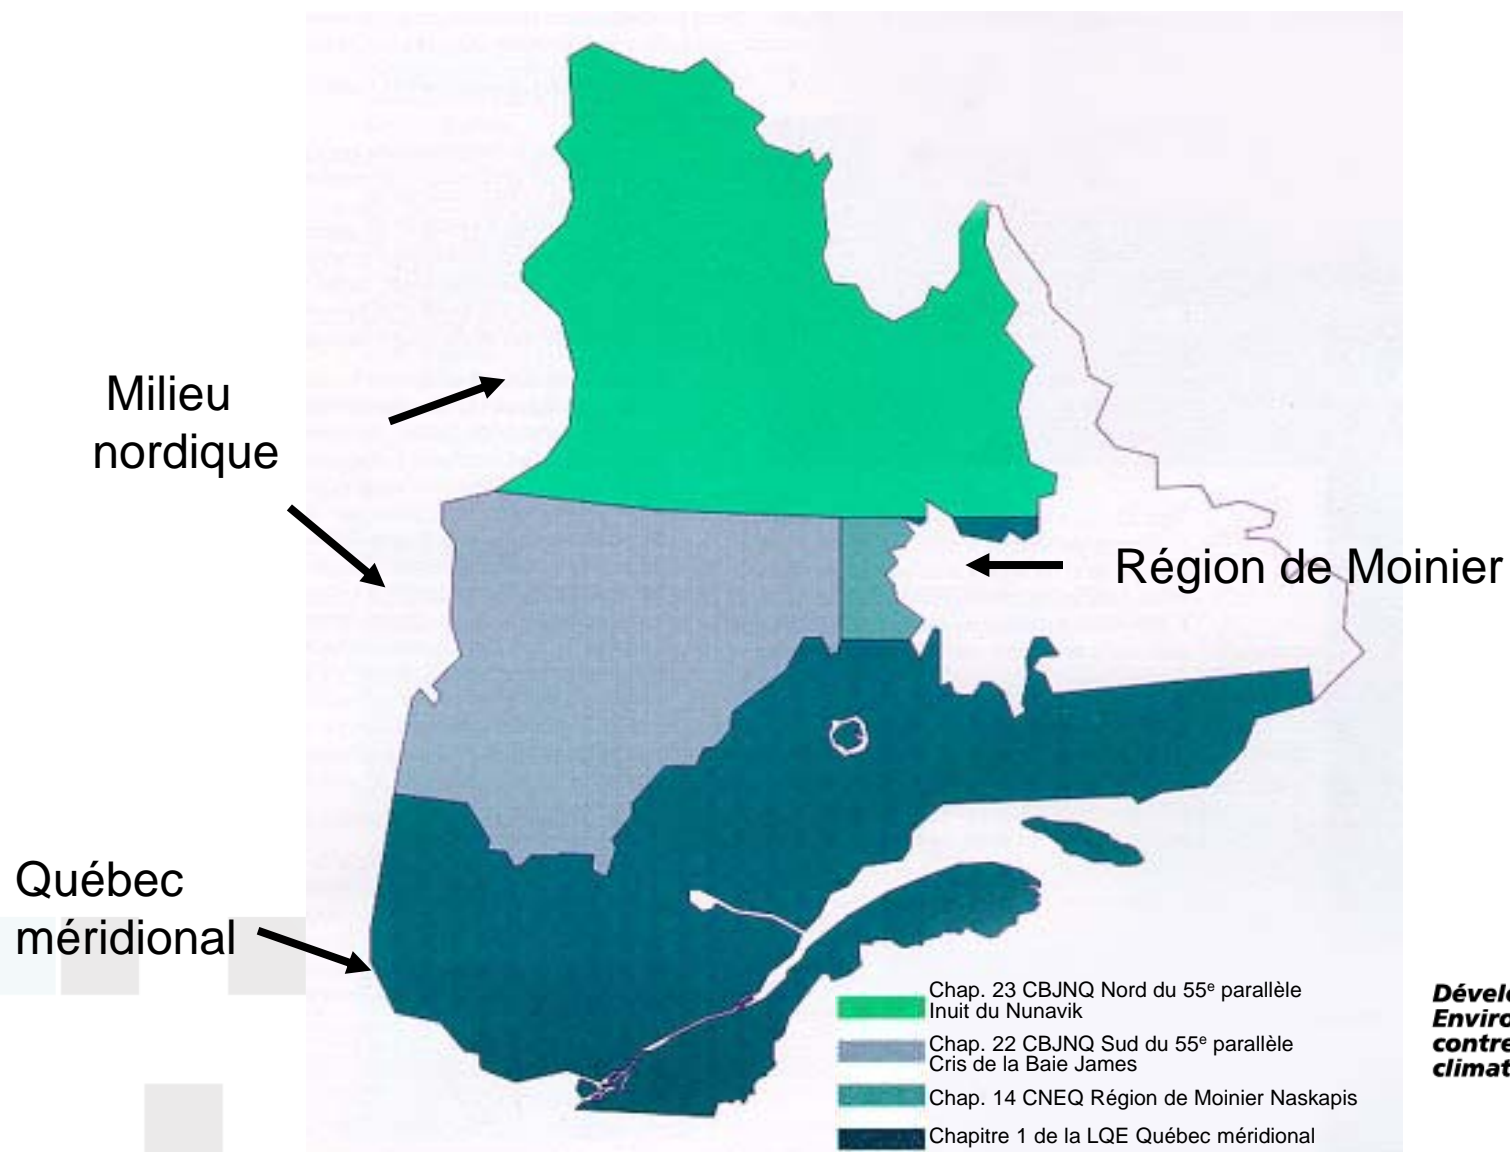 Milieu
nordique
Région de Moinier
Québec
méridional
Chap. 23 CBJNQ Nord du 55e parallèle
Inuit du Nunavik
Chap. 22 CBJNQ Sud du 55e parallèle
Cris de la Baie James
Chap. 14 CNEQ Région de Moinier Naskapis
Chapitre 1 de la LQE Québec méridional
contre